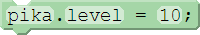 pika.level = 10;